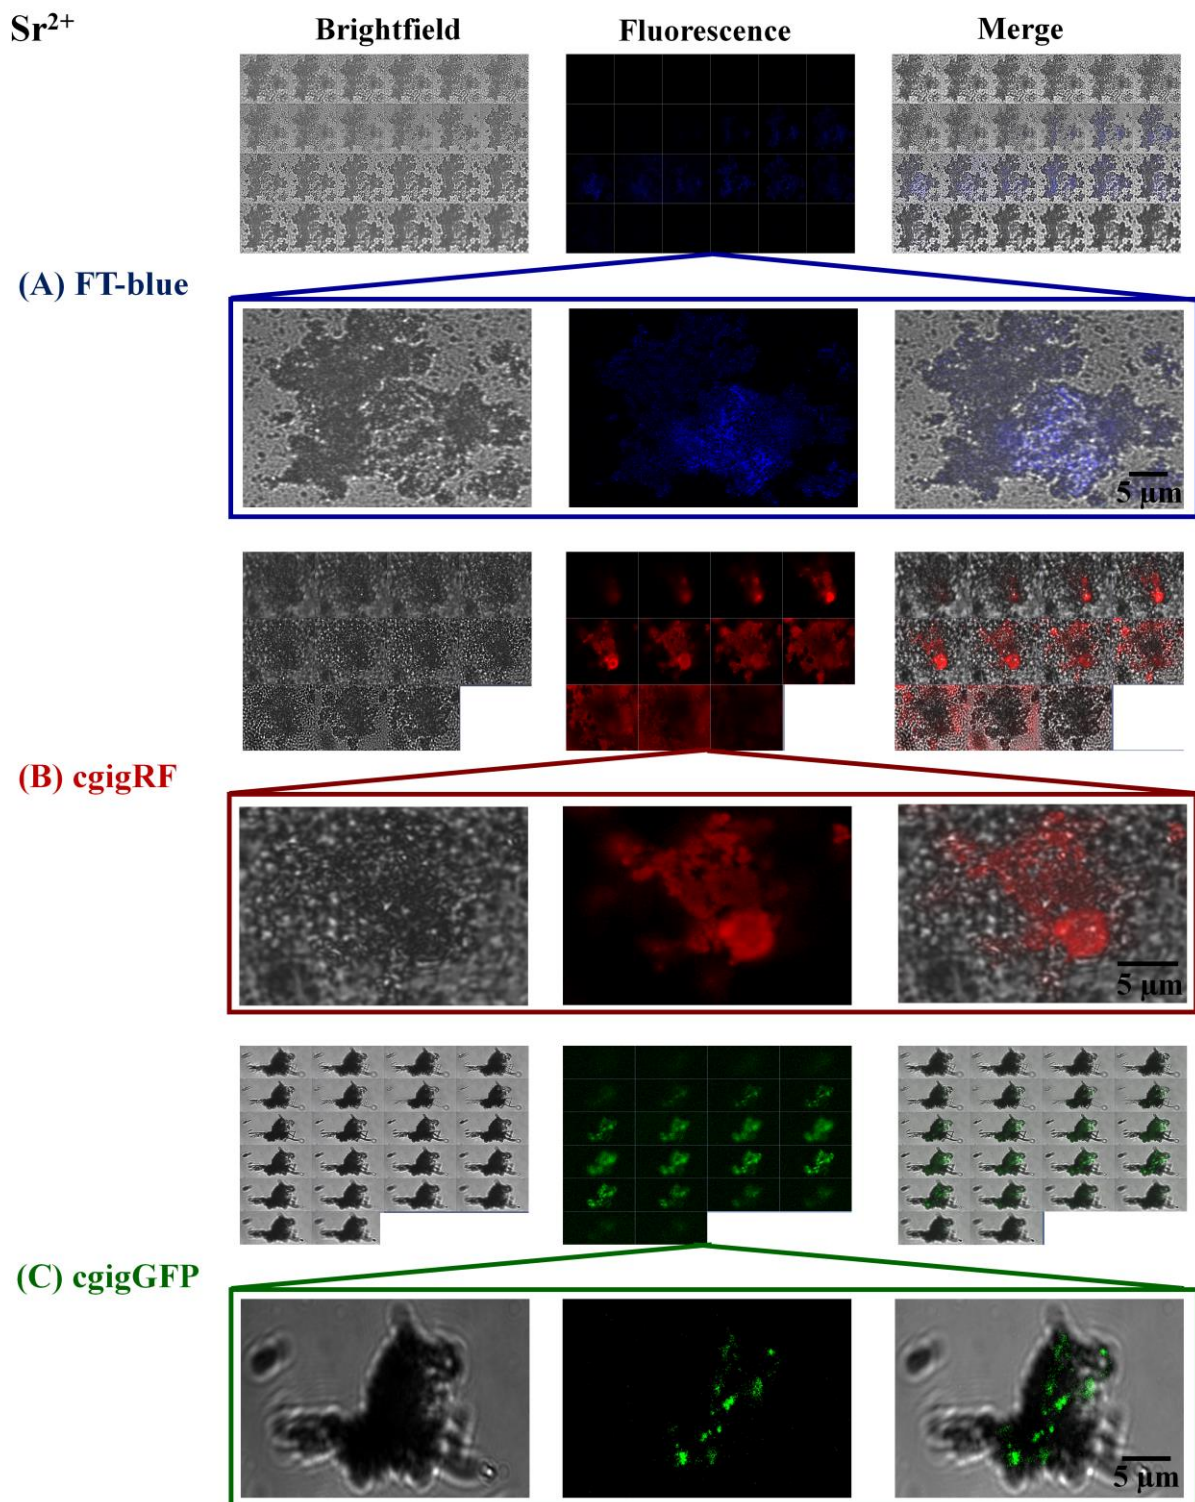 Sr²⁺
Brightfield Fluorescence Merge
(A) FT-blue
5 µm
(B) cgigRF
5 µm
(C) cgigGFP
5 µm